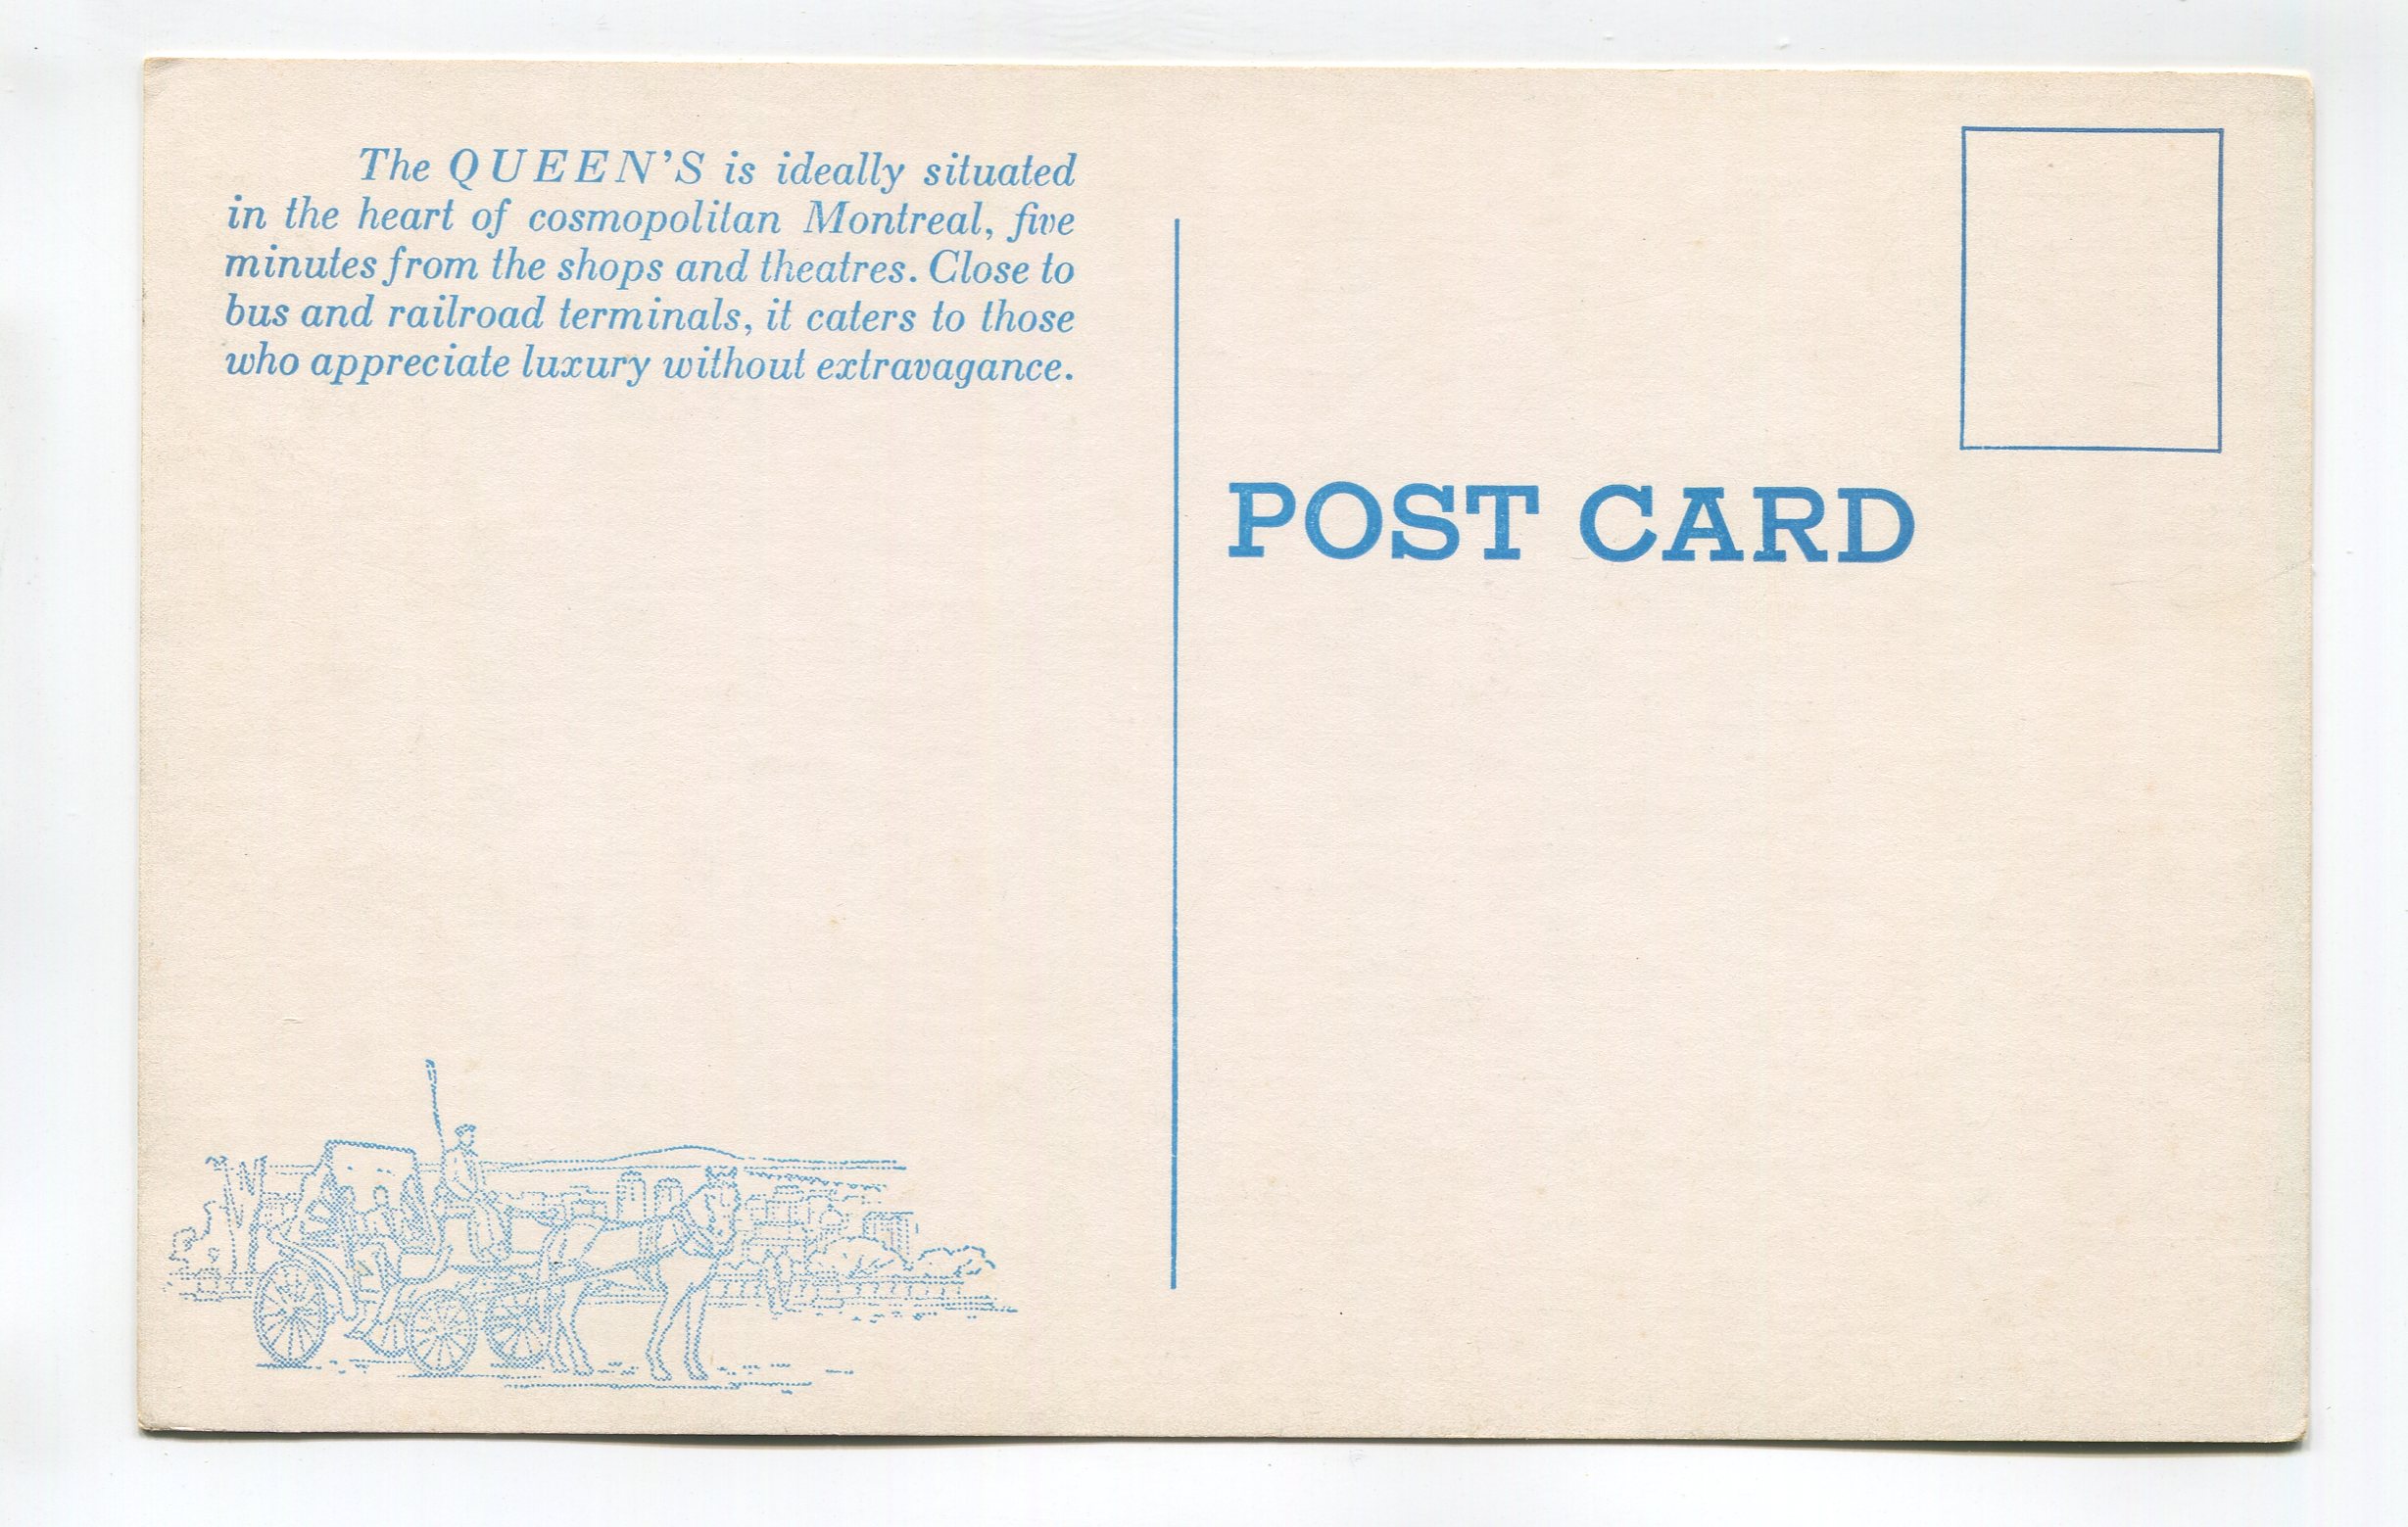 The QUEEN'S is ideally situated
in the heart of cosmopolitan Montreal, five
minutes from the shops and theatres. Close to
bus and railroad terminals, it caters to those
who appreciate luxury without extravagance.
POST CARD